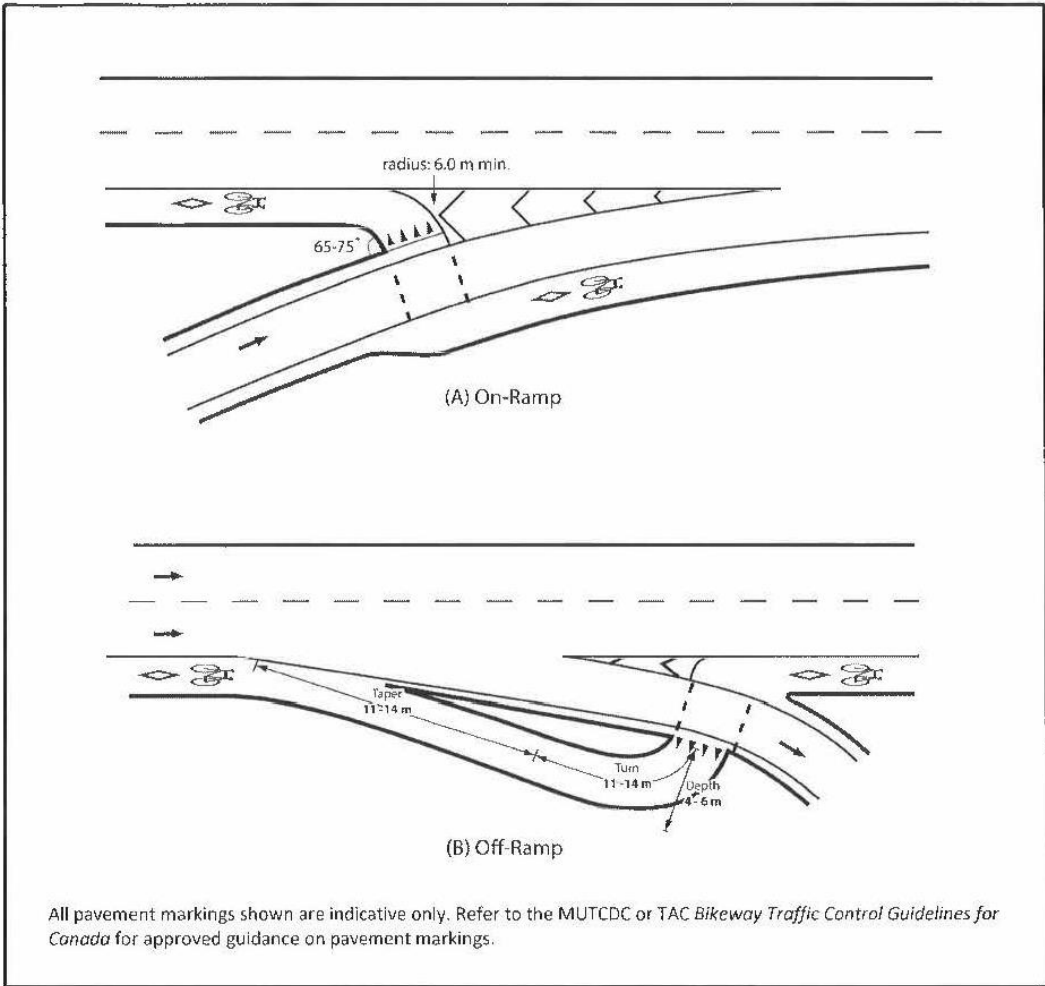 radius: 6.0 m min.
65-75°
(A) On-Ramp
Taper
11-14 m
Turn
11-14 m
Depth
4-6 m
(B) Off-Ramp
All pavement markings shown are indicative only. Refer to the MUTCDC or TAC Bikeway Traffic Control Guidelines for
Canada for approved guidance on pavement markings.